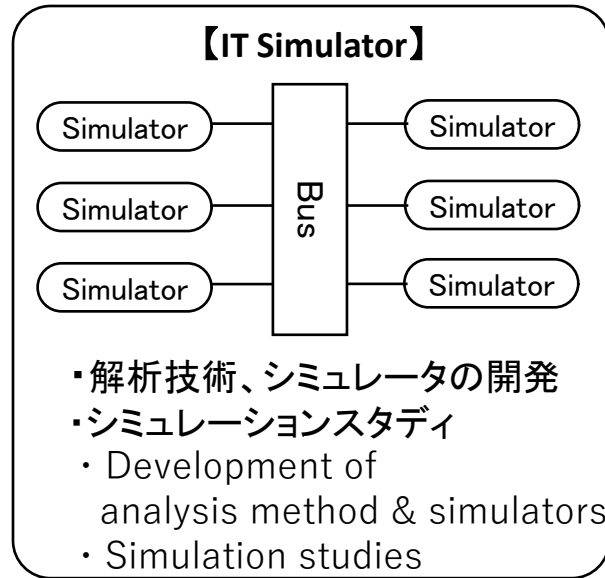 【IT Simulator】
Simulator
Simulator
Simulator
Bus
Simulator
Simulator
Simulator
・解析技術、シミュレータの開発
・シミュレーションスタディ
・Development of
analysis method & simulators
・Simulation studies